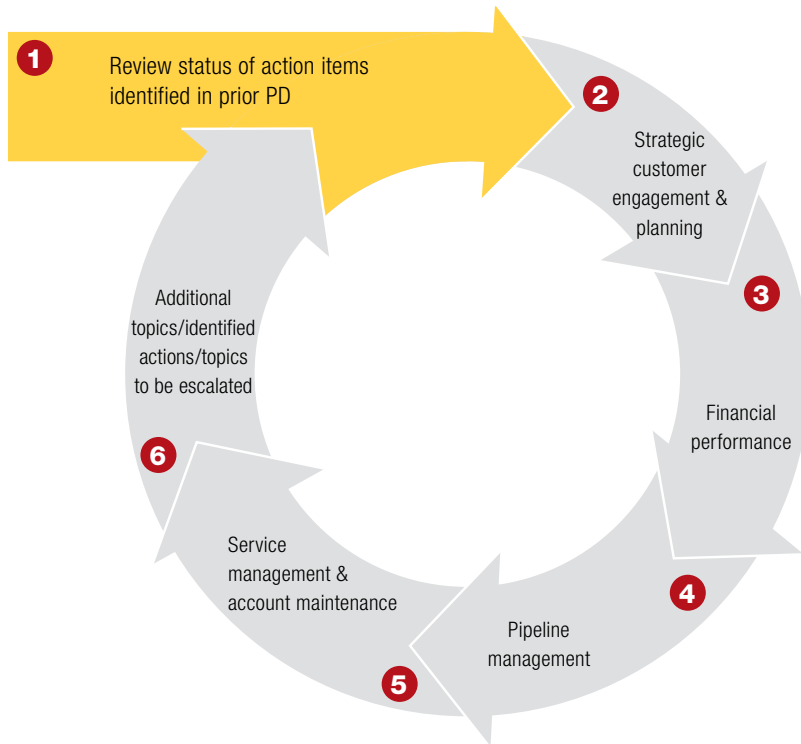 1
Review status of action items
identified in prior PD
2
Strategic
customer
engagement &
planning
3
Financial
performance
4
Pipeline
management
5
Service
management &
account maintenance
6
Additional
topics/identified
actions/topics
to be escalated